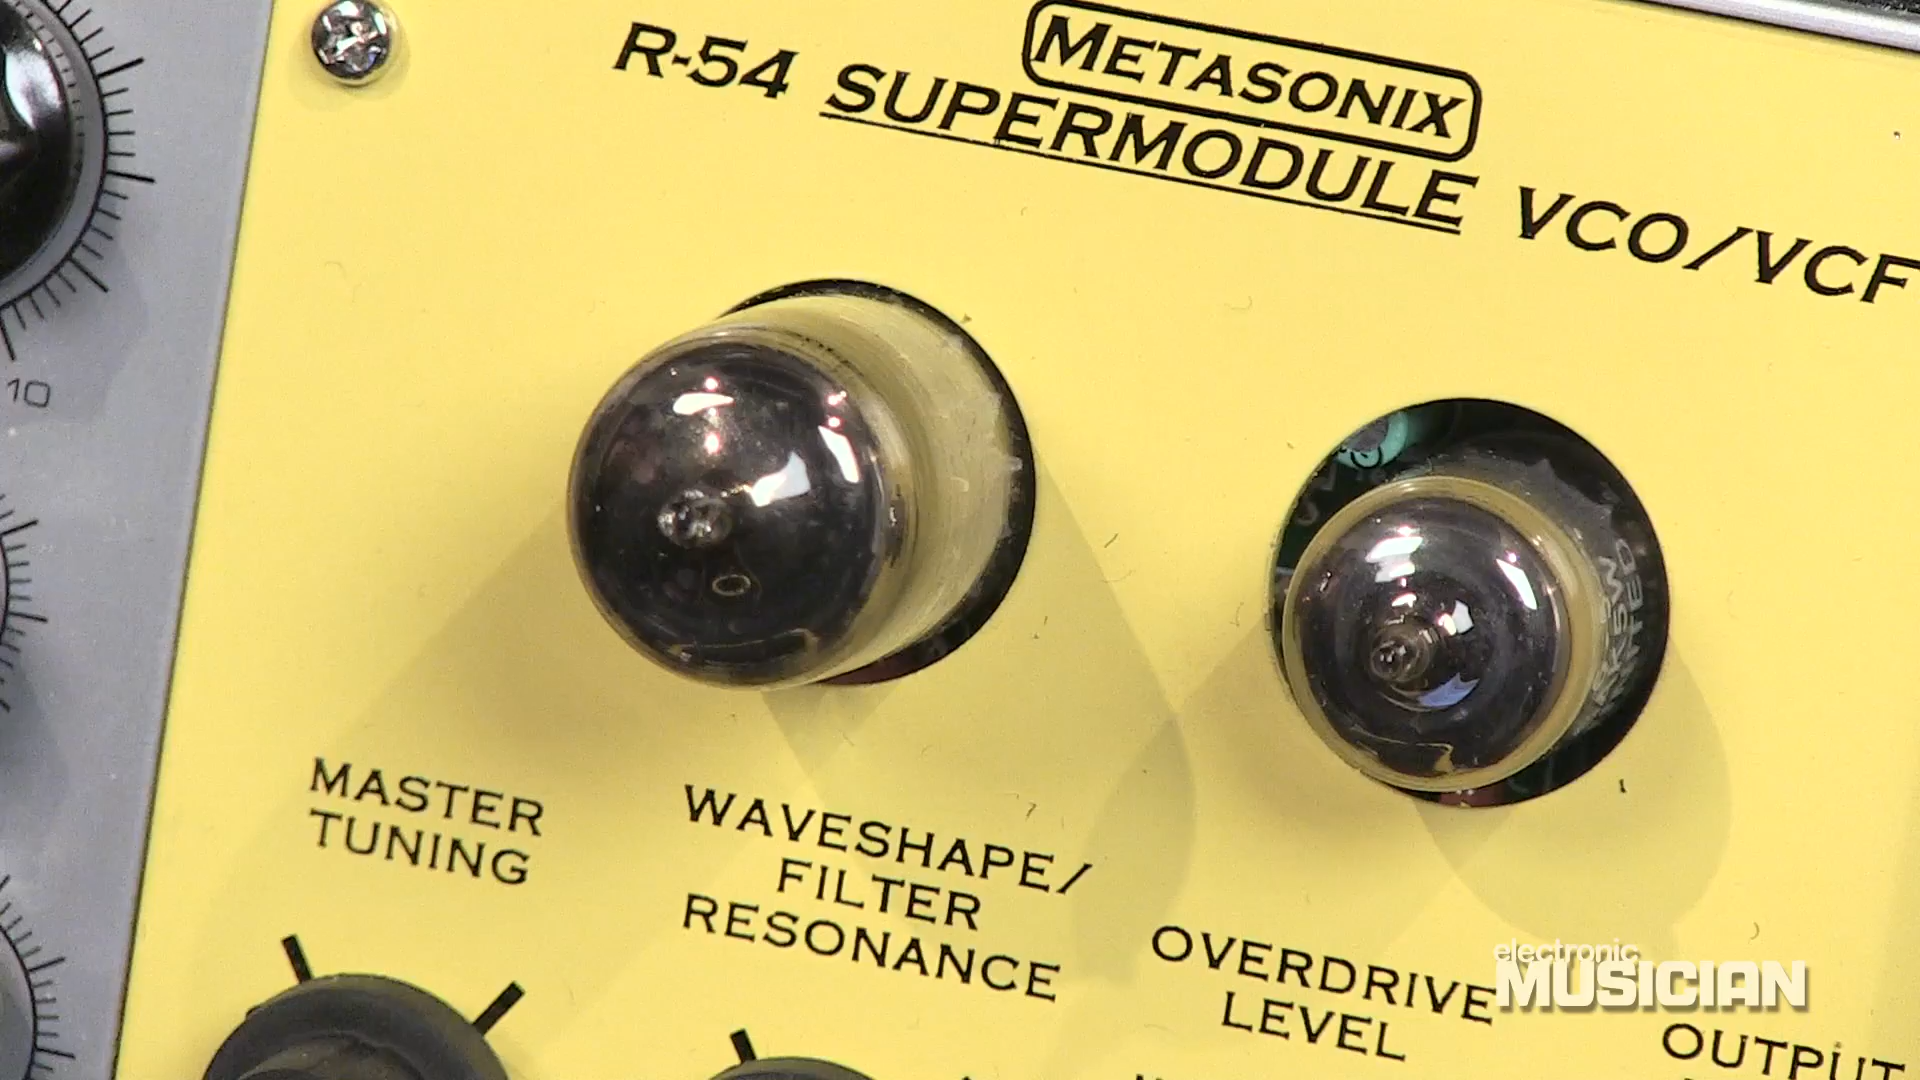 METASONIX
R-54 SUPERMODULE VCO/VCF
10
MASTER
TUNING
WAVESHAPE/
FILTER
RESONANCE
OVERDRIVE
LEVEL
OUTPUT
electronic
MUSICIAN